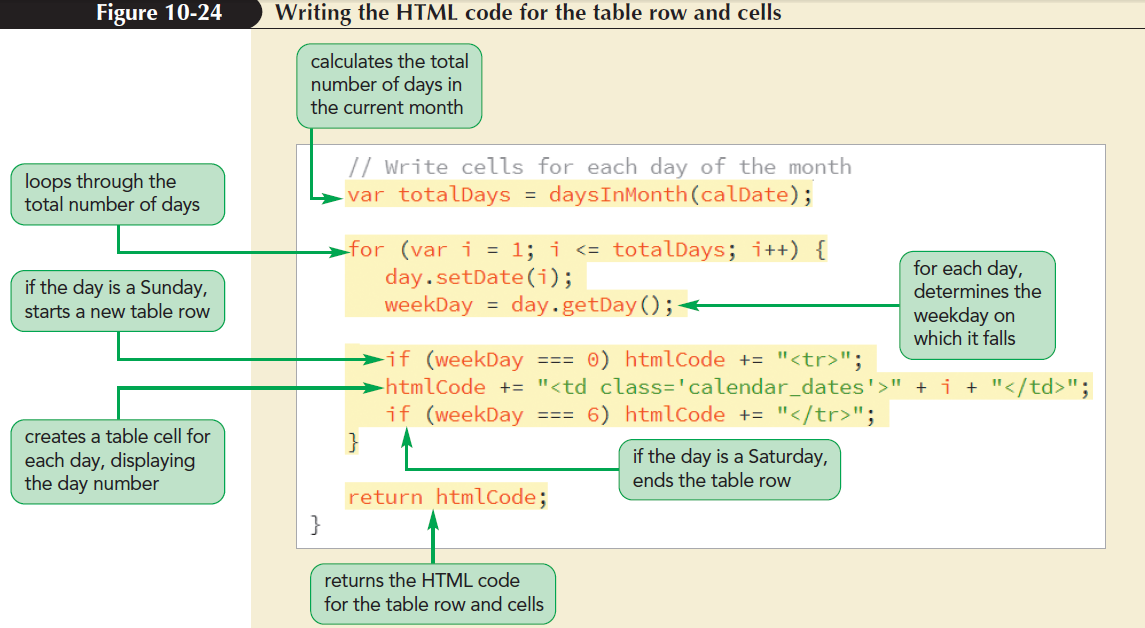 Figure 10-24
Writing the HTML code for the table row and cells
calculates the total
number of days in
the current month
// Write cells for each day of the month
var totalDays = daysInMonth(calDate);
loops through the
total number of days
for (var i = 1; i <= totalDays; i++) {
day.setDate(i);
weekDay = day.getDay();
for each day,
determines the
weekday on
which it falls
if the day is a Sunday,
starts a new table row
if (weekDay === 0) htmlCode += "<tr>";
htmlCode += "<td class='calendar_dates'>" + i + "</td>";
if (weekDay === 6) htmlCode += "</tr>";
}
creates a table cell for
each day, displaying
the day number
if the day is a Saturday,
ends the table row
return htmlCode;
}
returns the HTML code
for the table row and cells